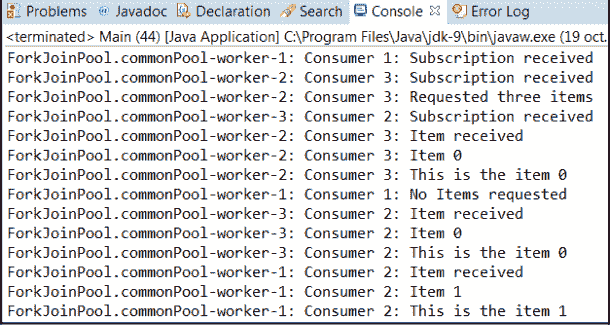 Problems Javadoc Declaration Search Console Error Log
<terminated> Main (44) [Java Application] C:\Program Files\Java\jdk-9\bin\javaw.exe (19 oct.
ForkJoinPool.commonPool-worker-1: Consumer 1: Subscription received
ForkJoinPool.commonPool-worker-2: Consumer 3: Subscription received
ForkJoinPool.commonPool-worker-2: Consumer 3: Requested three items
ForkJoinPool.commonPool-worker-3: Consumer 2: Subscription received
ForkJoinPool.commonPool-worker-2: Consumer 3: Item received
ForkJoinPool.commonPool-worker-2: Consumer 3: Item 0
ForkJoinPool.commonPool-worker-2: Consumer 3: This is the item 0
ForkJoinPool.commonPool-worker-1: Consumer 1: No Items requested
ForkJoinPool.commonPool-worker-3: Consumer 2: Item received
ForkJoinPool.commonPool-worker-3: Consumer 2: Item 0
ForkJoinPool.commonPool-worker-3: Consumer 2: This is the item 0
ForkJoinPool.commonPool-worker-1: Consumer 2: Item received
ForkJoinPool.commonPool-worker-1: Consumer 2: Item 1
ForkJoinPool.commonPool-worker-1: Consumer 2: This is the item 1